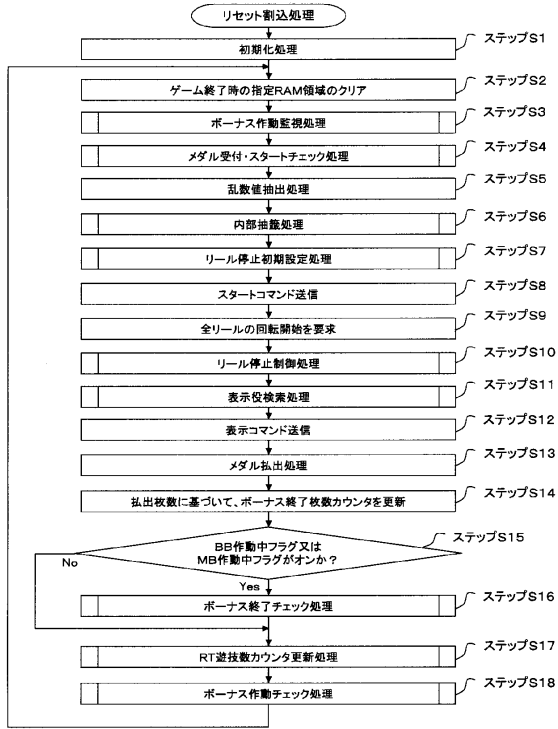 リセット割込処理
初期化処理
ステップS1
ゲーム終了時の指定RAM領域のクリア
ステップS2
ボーナス作動監視処理
ステップS3
メダル受付・スタートチェック処理
ステップS4
乱数値抽出処理
ステップS5
内部抽籤処理
ステップS6
リール停止初期設定処理
ステップS7
スタートコマンド送信
ステップS8
全リールの回転開始を要求
ステップS9
リール停止制御処理
ステップS10
表示役検索処理
ステップS11
表示コマンド送信
ステップS12
メダル払出処理
ステップS13
払出枚数に基づいて、ボーナス終了枚数カウンタを更新
ステップS14
BB作動中フラグ又は
MB作動中フラグがオンか?
ステップS15
No
Yes
ボーナス終了チェック処理
ステップS16
RT遊技数カウンタ更新処理
ステップS17
ボーナス作動チェック処理
ステップS18